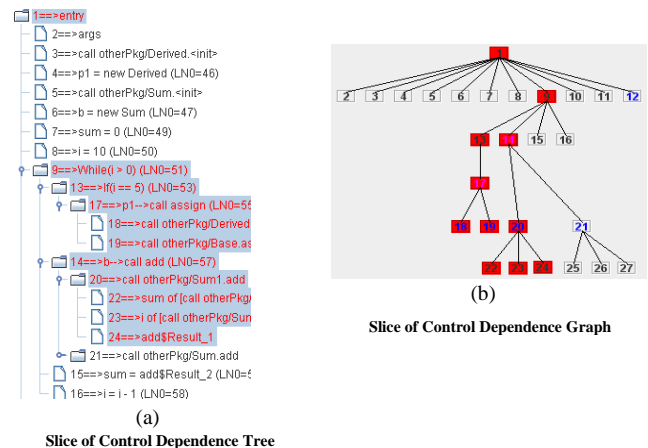 1==>entry
2==>args
3==>call otherPkg/Derived.<init>
4==>p1 = new Derived (LN0=46)
5==>call otherPkg/Sum.<init>
6==>b = new Sum (LN0=47)
7==>sum = 0 (LN0=49)
8==>i = 10 (LN0=50)
9==>While(i > 0) (LN0=51)
13==>If(i == 5) (LN0=53)
17==>p1-->call assign (LN0=55
18==>call otherPkg/Derived
19==>call otherPkg/Base.as
14==>b-->call add (LN0=57)
20==>call otherPkg/Sum1.add
22==>sum of [call otherPkg/
23==>i of [call otherPkg/Sun
24==>add$Result_1
21==>call otherPkg/Sum.add
15==>sum = add$Result_2 (LN0=5
16==>i = i - 1 (LN0=58)
(a)
Slice of Control Dependence Tree
1
2 3 4 5 6 7 8 9 10 11 12
13 14 15 16
17
18 19 20 21
22 23 24 25 26 27
(b)
Slice of Control Dependence Graph